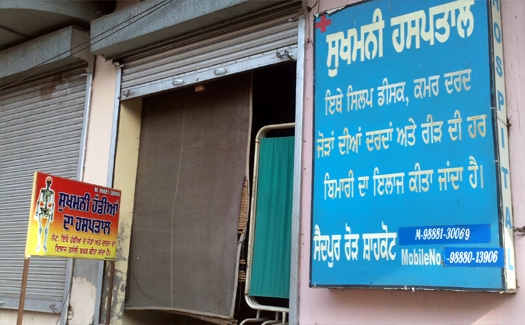 ਸੁਖਮਨੀ ਹਸਪਤਾਲ
ਇਥੇ ਸਿਲਪ ਡੀਸਕ, ਕਮਰ ਦਰਦ
ਜੋੜਾਂ ਦੀਆਂ ਦਰਦਾਂ ਅਤੇ ਰੀੜ ਦੀ ਹਰ
ਬਿਮਾਰੀ ਦਾ ਇਲਾਜ ਕੀਤਾ ਜਾਂਦਾ ਹੈ।
ਸੈਦਪੁਰ ਰੋਡ ਸ਼ਾਹਕੋਟ
M-98881-30069
MobileNo. -98880-13906
HOSPITA
ਸੁਖਮਨੀ ਹੱਡੀਆਂ
ਦਾ ਹਸਪਤਾਲ